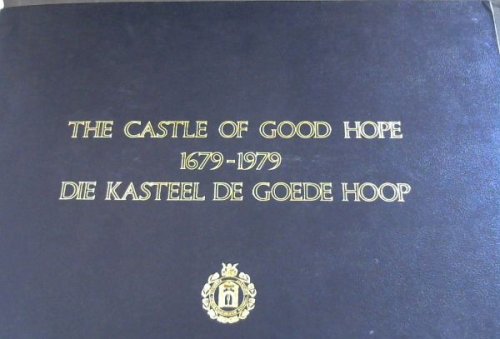 THE CASTLE OF GOOD HOPE
1679-1979
DIE KASTEEL DE GOEDE HOOP